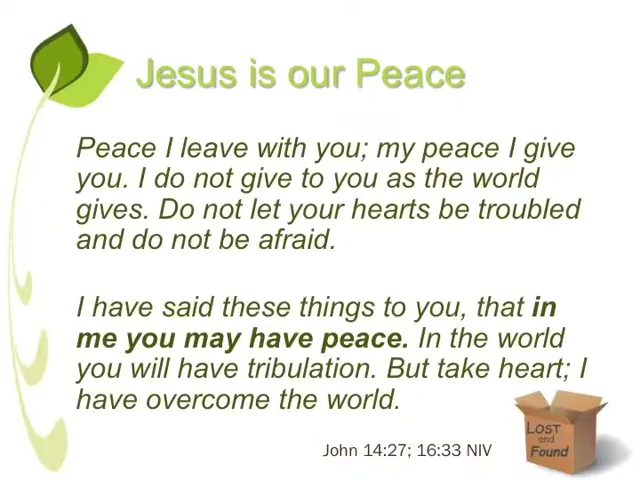 Jesus is our Peace
Peace I leave with you; my peace I give
you. I do not give to you as the world
gives. Do not let your hearts be troubled
and do not be afraid.
I have said these things to you, that in
me you may have peace. In the world
you will have tribulation. But take heart; I
have overcome the world.
LOST
and
Found
John 14:27; 16:33 NIV